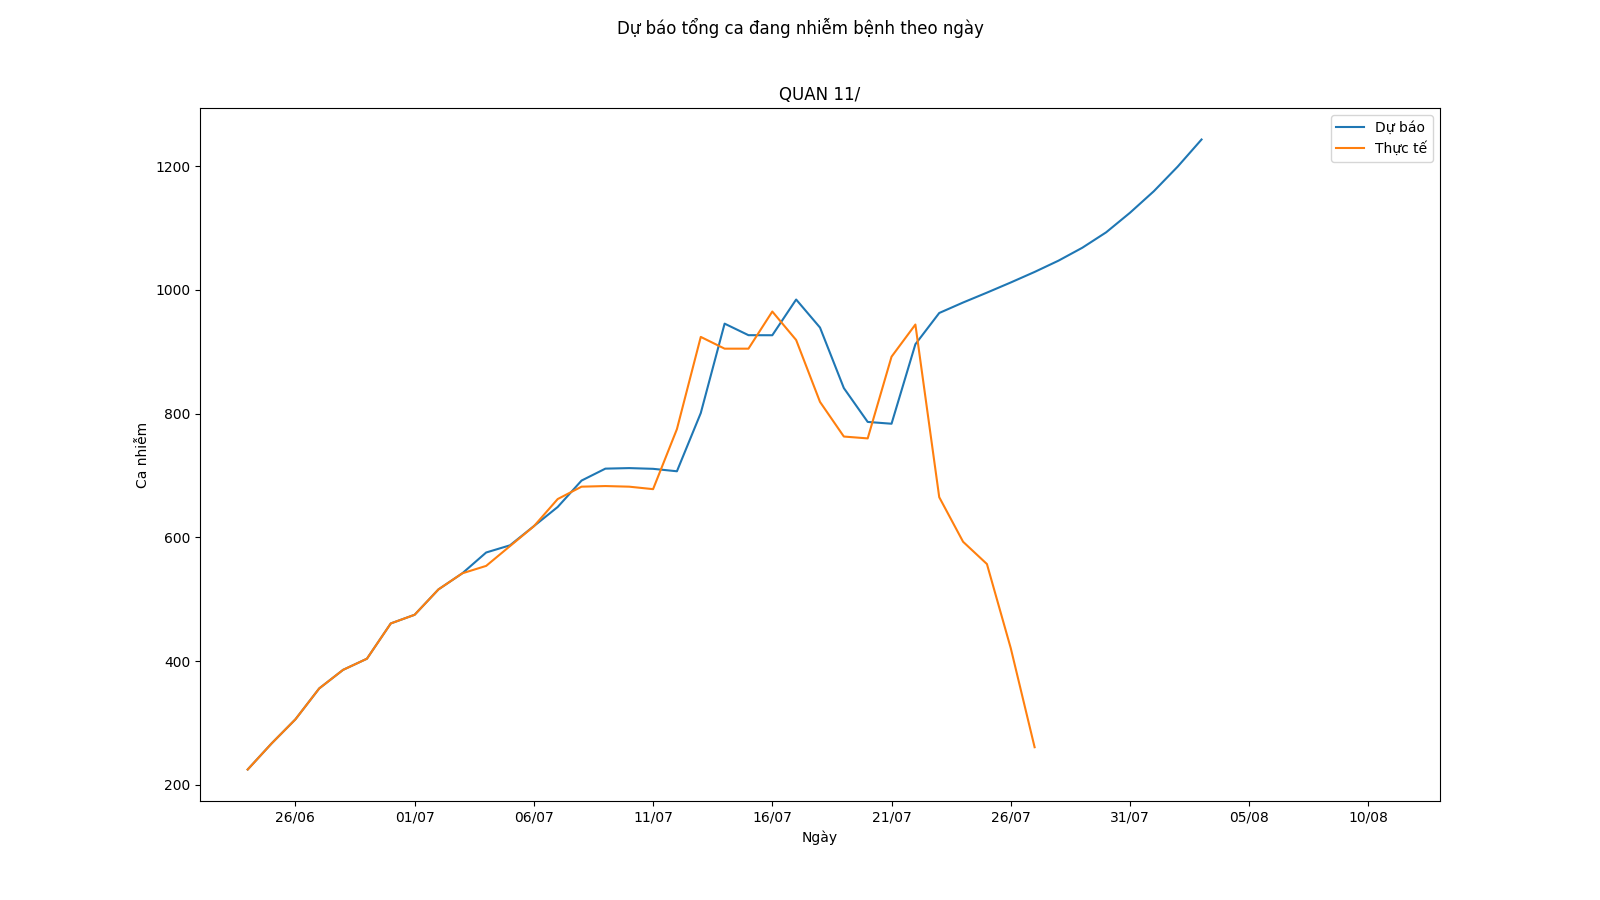 Dự báo tổng ca đang nhiễm bệnh theo ngày
QUAN 11/
Dự báo
Thực tế
1200
1000
800
600
400
200
Ca nhiễm
26/06 01/07 06/07 11/07 16/07 21/07 26/07 31/07 05/08 10/08
Ngày